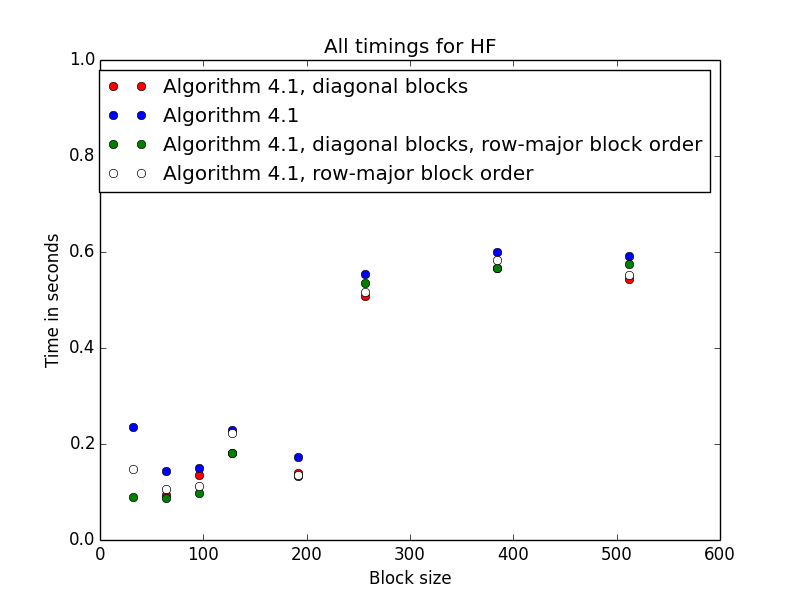 All timings for HF
1.0
Algorithm 4.1, diagonal blocks
Algorithm 4.1
Algorithm 4.1, diagonal blocks, row-major block order
Algorithm 4.1, row-major block order
0.8
0.6
0.4
0.2
0.0
Time in seconds
0 100 200 300 400 500 600
Block size